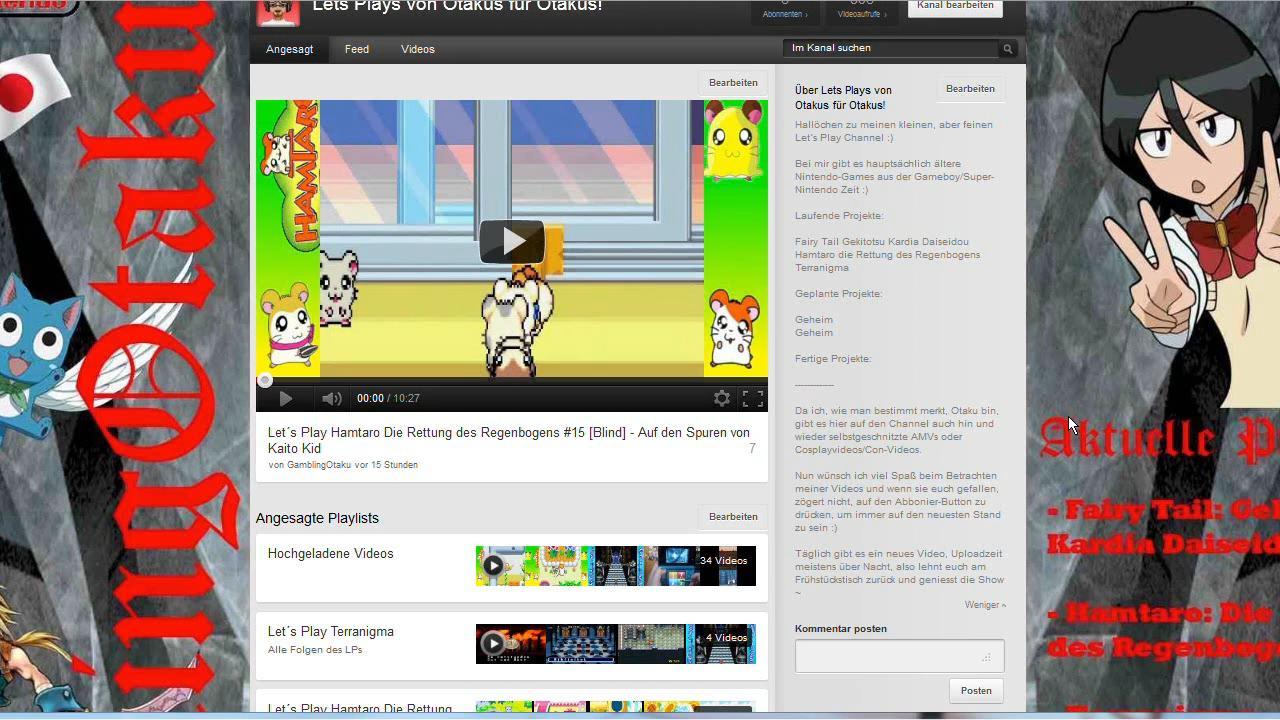 Lets Plays von Otakus für Otakus!
Abonnenten ›
Videoaufrufe ›
Kanal bearbeiten
Angesagt
Feed
Videos
Im Kanal suchen
Bearbeiten
HAMTAR
00:00 / 10:27
Let´s Play Hamtaro Die Rettung des Regenbogens #15 [Blind] - Auf den Spuren von
Kaito Kid
7
von GamblingOtaku vor 15 Stunden
Angesagte Playlists
Bearbeiten
Hochgeladene Videos
34 Videos
Let´s Play Terranigma
Alle Folgen des LPs
4 Videos
Let´s Play Hamtaro Die Rettung
Über Lets Plays von
Otakus für Otakus!
Bearbeiten
Hallöchen zu meinen kleinen, aber feinen
Let's Play Channel :)
Bei mir gibt es hauptsächlich ältere
Nintendo-Games aus der Gameboy/Super-
Nintendo Zeit :)
Laufende Projekte:
Fairy Tail Gekitotsu Kardia Daiseidou
Hamtaro die Rettung des Regenbogens
Terranigma
Geplante Projekte:
Geheim
Geheim
Fertige Projekte:
--------------
Da ich, wie man bestimmt merkt, Otaku bin,
gibt es hier auf den Channel auch hin und
wieder selbstgeschnitzte AMVs oder
Cosplayvideos/Con-Videos.
Nun wünsch ich viel Spaß beim Betrachten
meiner Videos und wenn sie euch gefallen,
zögert nicht, auf den Abbonier-Button zu
drücken, um immer auf den neuesten Stand
zu sein :)
Täglich gibt es ein neues Video, Uploadzeit
meistens über Nacht, also lehnt euch am
Frühstückstisch zurück und geniesst die Show
~
Weniger
Kommentar posten
Posten
Aktuelle P
- Fairy Tail: Gel
Kardia Daiseido
- Hamtaro: Die
des Regenboge